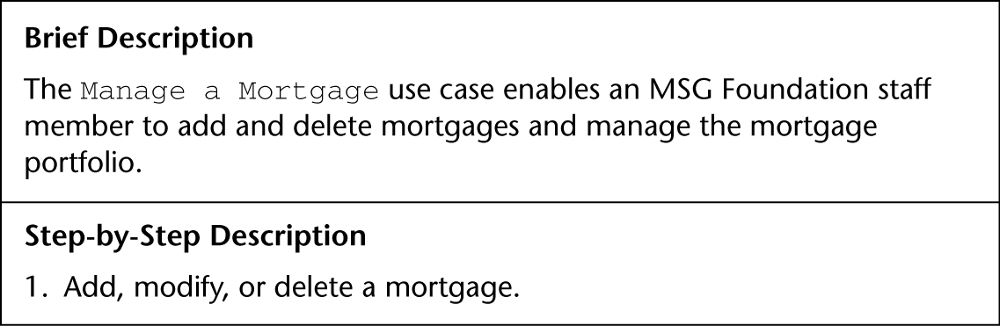 Brief Description
The Manage a Mortgage use case enables an MSG Foundation staff
member to add and delete mortgages and manage the mortgage
portfolio.
Step-by-Step Description
1. Add, modify, or delete a mortgage.